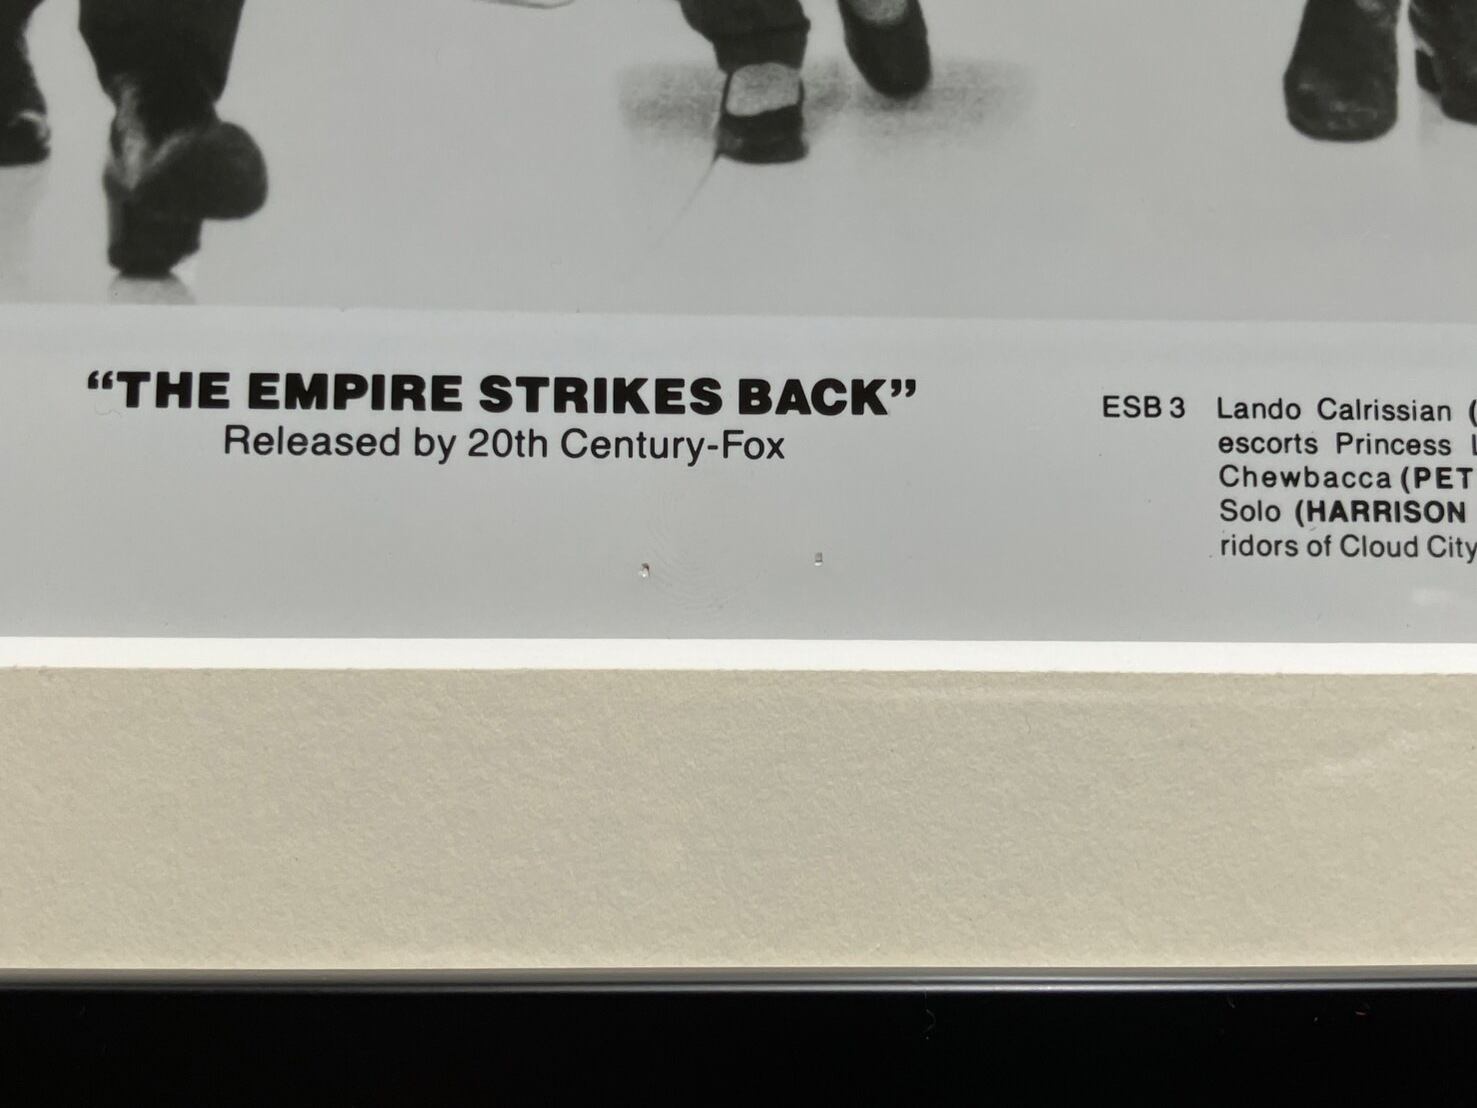 “THE EMPIRE STRIKES BACK”
Released by 20th Century-Fox
ESB 3 Lando Calrissian (
escorts Princess
Chewbacca (PET
Solo (HARRISON
ridors of Cloud City